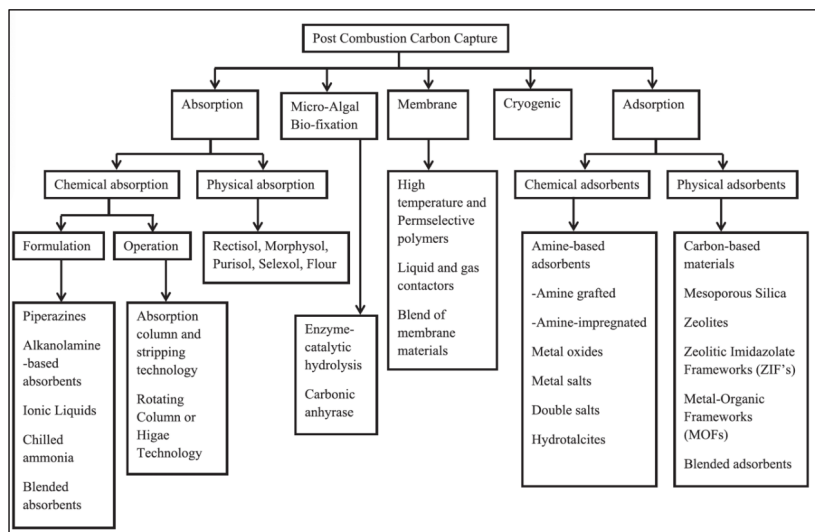 Post Combustion Carbon Capture
Absorption
Micro-Algal
Bio-fixation
Membrane
Cryogenic
Adsorption
Chemical absorption
Physical absorption
High
temperature and
Permselective
polymers
Liquid and gas
contactors
Blend of
membrane
materials
Chemical adsorbents
Physical adsorbents
Formulation
Operation
Rectisol, Morphysol,
Purisol, Selexol, Flour
Amine-based
adsorbents
-Amine grafted
-Amine-impregnated
Metal oxides
Metal salts
Double salts
Hydrotalcites
Carbon-based
materials
Mesoporous Silica
Zeolites
Zeolitic Imidazolate
Frameworks (ZIF's)
Metal-Organic
Frameworks
(MOFs)
Blended adsorbents
Piperazines
Alkanolamine
-based absorbents
Ionic Liquids
Chilled
ammonia
Blended
absorbents
Absorption
column and
stripping
technology
Rotating
Column or
Higae
Technology
Enzyme-
catalytic
hydrolysis
Carbonic
anhyrase